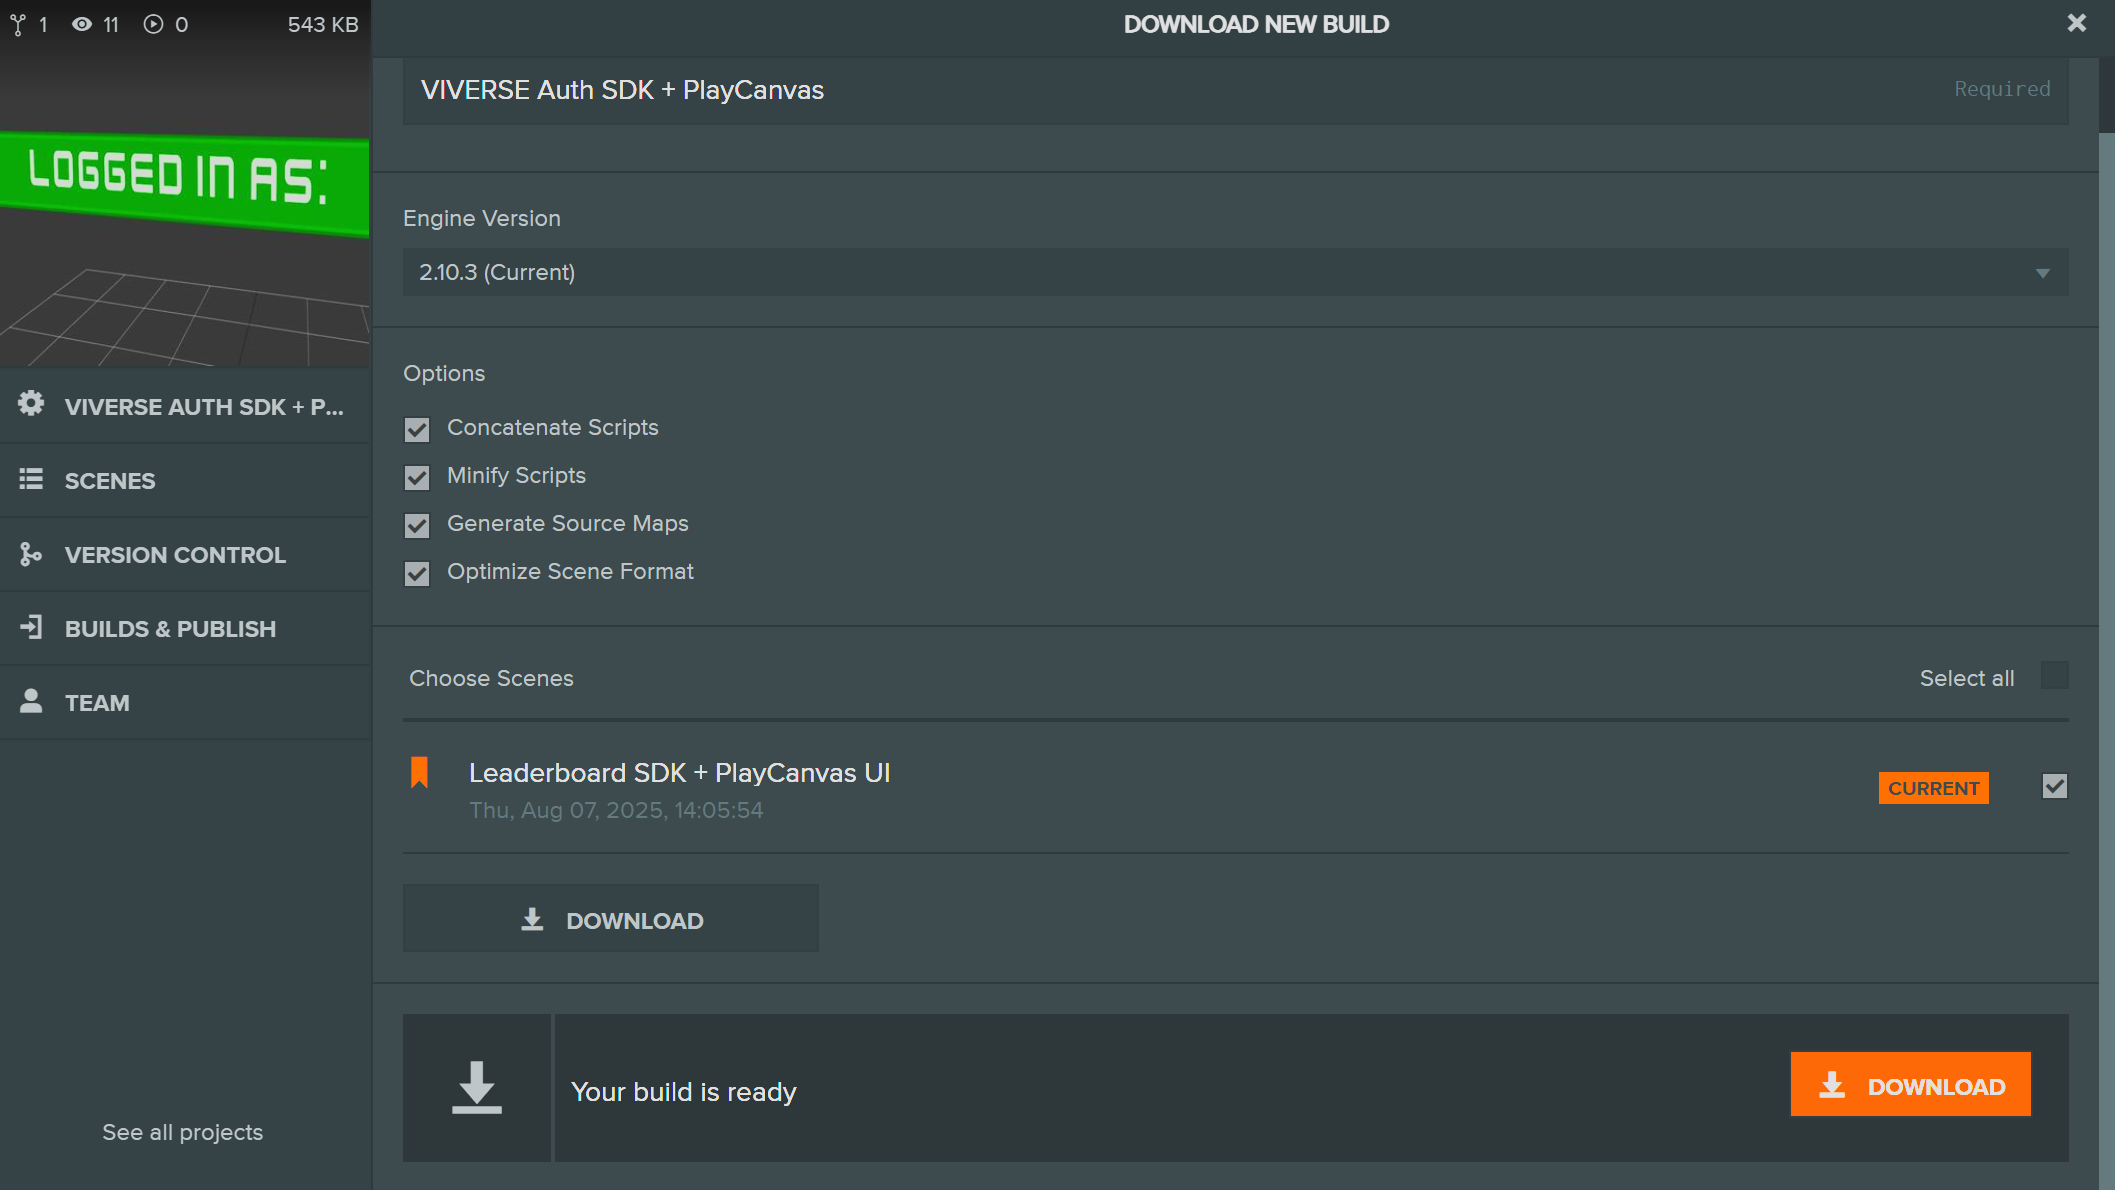 1 11 0 543 KB
LOGGED IN AS:
VIVERSE AUTH SDK + P...
SCENES
VERSION CONTROL
BUILDS & PUBLISH
TEAM
See all projects
DOWNLOAD NEW BUILD
VIVERSE Auth SDK + PlayCanvas Required
Engine Version
2.10.3 (Current)
Options
Concatenate Scripts
Minify Scripts
Generate Source Maps
Optimize Scene Format
Choose Scenes Select all
Leaderboard SDK + PlayCanvas UI
Thu, Aug 07, 2025, 14:05:54
CURRENT
DOWNLOAD
Your build is ready
DOWNLOAD